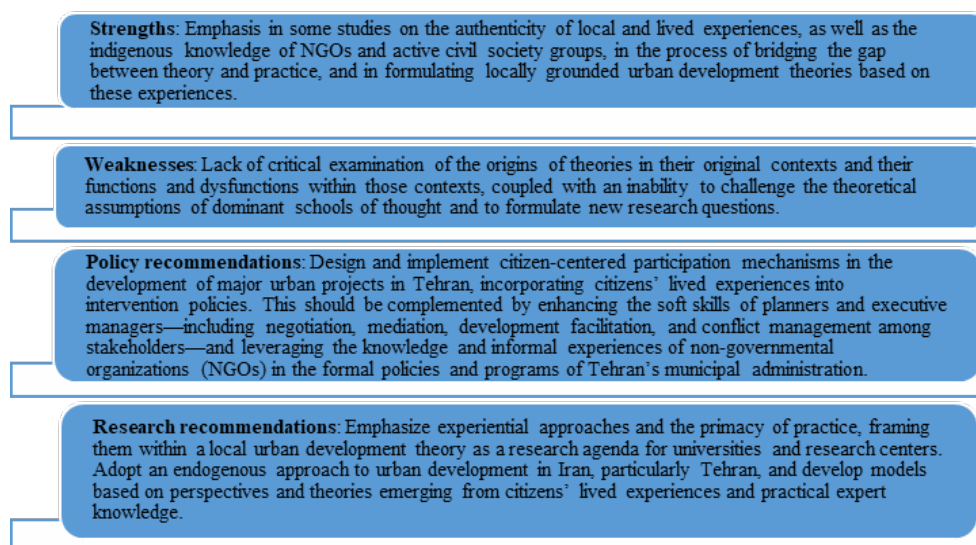 Strengths: Emphasis in some studies on the authenticity of local and lived experiences, as well as the
indigenous knowledge of NGOs and active civil society groups, in the process of bridging the gap
between theory and practice, and in formulating locally grounded urban development theories based on
these experiences.
Weaknesses: Lack of critical examination of the origins of theories in their original contexts and their
functions and dysfunctions within those contexts, coupled with an inability to challenge the theoretical
assumptions of dominant schools of thought and to formulate new research questions.
Policy recommendations: Design and implement citizen-centered participation mechanisms in the
development of major urban projects in Tehran, incorporating citizens’ lived experiences into
intervention policies. This should be complemented by enhancing the soft skills of planners and executive
managers—including negotiation, mediation, development facilitation, and conflict management among
stakeholders—and leveraging the knowledge and informal experiences of non-governmental
organizations (NGOs) in the formal policies and programs of Tehran’s municipal administration.
Research recommendations: Emphasize experiential approaches and the primacy of practice, framing
them within a local urban development theory as a research agenda for universities and research centers.
Adopt an endogenous approach to urban development in Iran, particularly Tehran, and develop models
based on perspectives and theories emerging from citizens’ lived experiences and practical expert
knowledge.